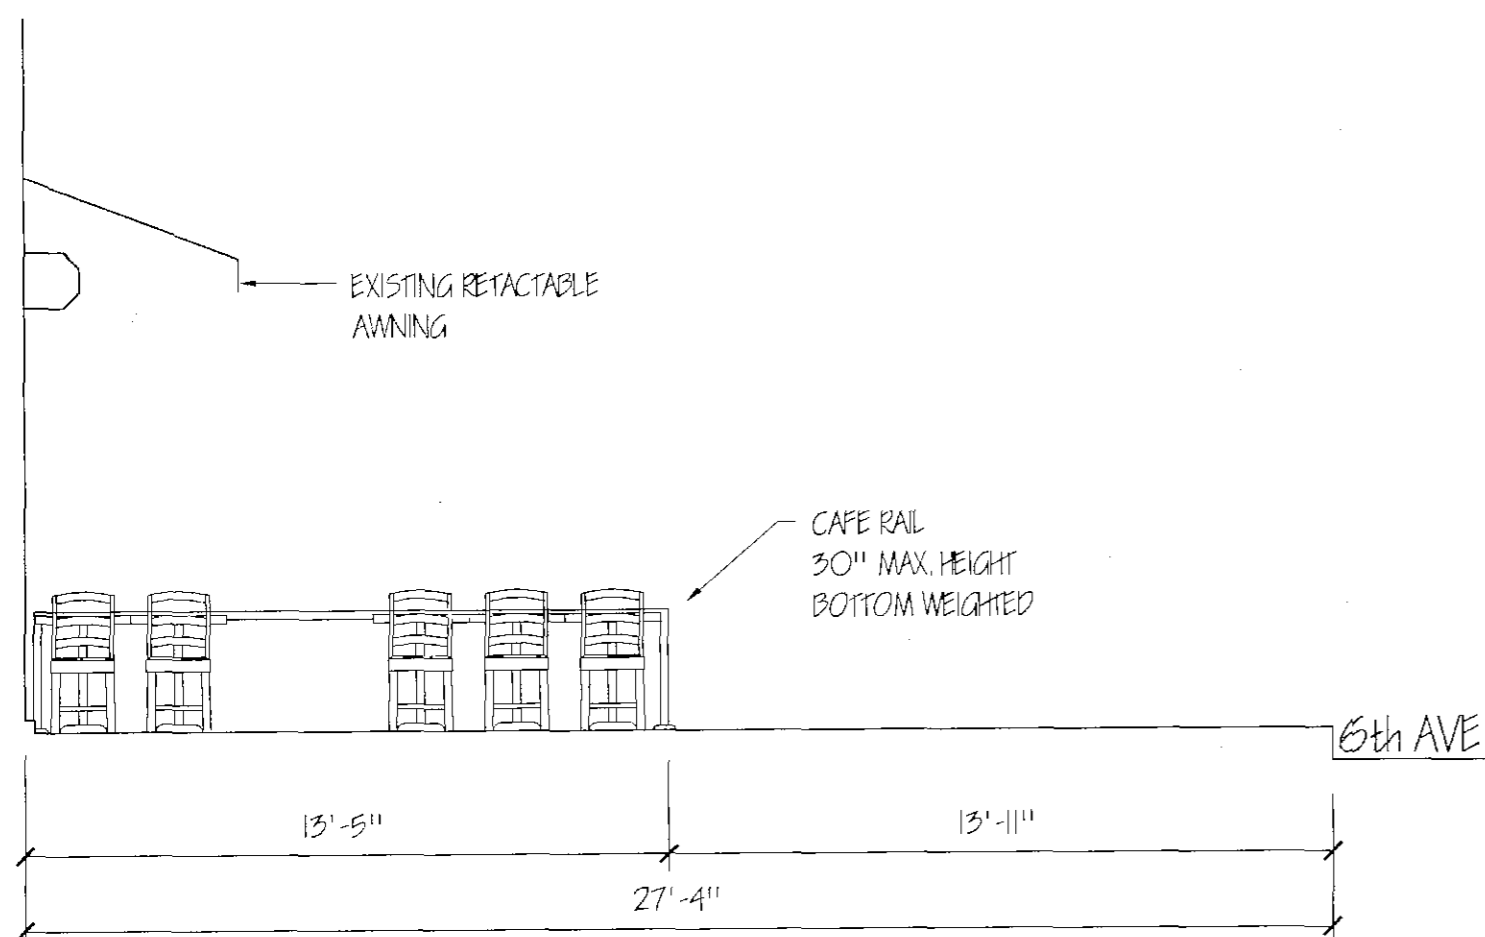 EXISTING RETACTABLE
AWNING
CAFE RAIL
30" MAX. HEIGHT
BOTTOM WEIGHTED
6th AVE
13'-5"
13'-11"
27'-4"